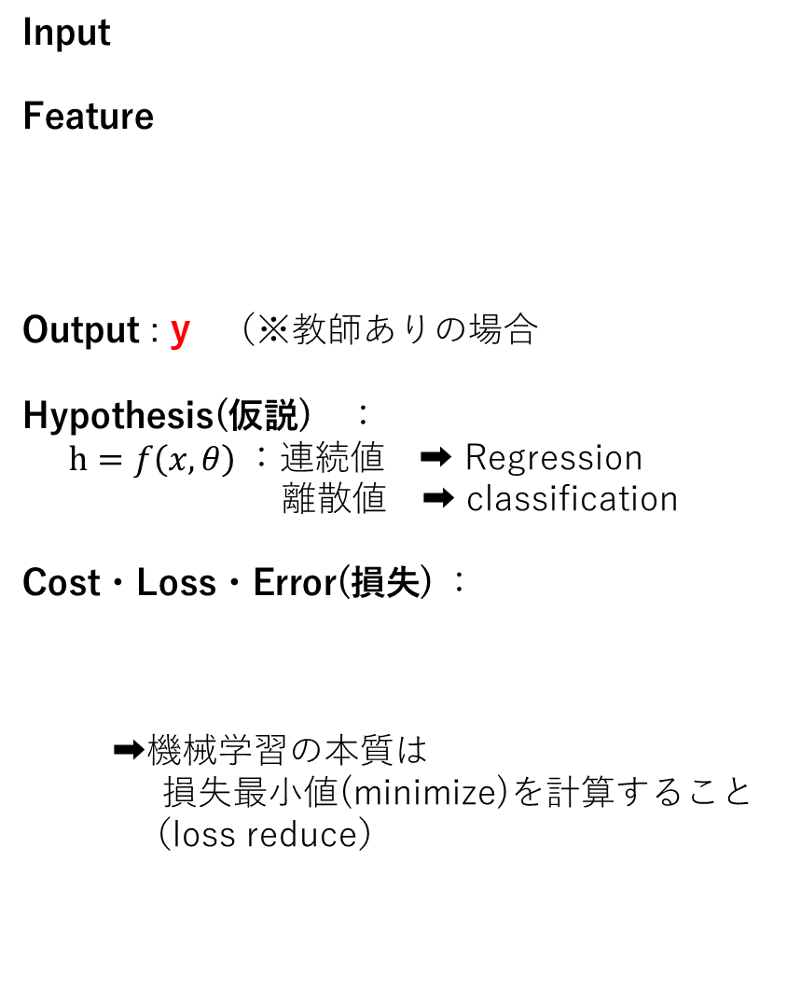 Input
Feature
Output : y （※教師ありの場合
Hypothesis(仮説) ：
h = f(x, θ) ：連続値 ➡ Regression
離散値 ➡ classification
Cost・Loss・Error(損失) ：
➡機械学習の本質は
損失最小値(minimize)を計算すること
(loss reduce)